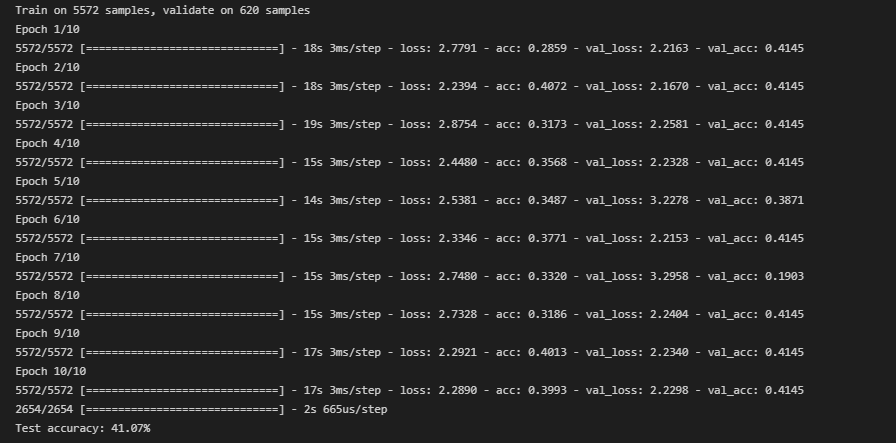 Train on 5572 samples, validate on 620 samples
Epoch 1/10
5572/5572 [==============================] - 18s 3ms/step - loss: 2.7791 - acc: 0.2859 - val_loss: 2.2163 - val_acc: 0.4145
Epoch 2/10
5572/5572 [==============================] - 18s 3ms/step - loss: 2.2394 - acc: 0.4072 - val_loss: 2.1670 - val_acc: 0.4145
Epoch 3/10
5572/5572 [==============================] - 19s 3ms/step - loss: 2.8754 - acc: 0.3173 - val_loss: 2.2581 - val_acc: 0.4145
Epoch 4/10
5572/5572 [==============================] - 15s 3ms/step - loss: 2.4480 - acc: 0.3568 - val_loss: 2.2328 - val_acc: 0.4145
Epoch 5/10
5572/5572 [==============================] - 14s 3ms/step - loss: 2.5381 - acc: 0.3487 - val_loss: 3.2278 - val_acc: 0.3871
Epoch 6/10
5572/5572 [==============================] - 15s 3ms/step - loss: 2.3346 - acc: 0.3771 - val_loss: 2.2153 - val_acc: 0.4145
Epoch 7/10
5572/5572 [==============================] - 15s 3ms/step - loss: 2.7480 - acc: 0.3320 - val_loss: 3.2958 - val_acc: 0.1903
Epoch 8/10
5572/5572 [==============================] - 15s 3ms/step - loss: 2.7328 - acc: 0.3186 - val_loss: 2.2404 - val_acc: 0.4145
Epoch 9/10
5572/5572 [==============================] - 17s 3ms/step - loss: 2.2921 - acc: 0.4013 - val_loss: 2.2340 - val_acc: 0.4145
Epoch 10/10
5572/5572 [==============================] - 17s 3ms/step - loss: 2.2890 - acc: 0.3993 - val_loss: 2.2298 - val_acc: 0.4145
2654/2654 [==============================] - 2s 665us/step
Test accuracy: 41.07%